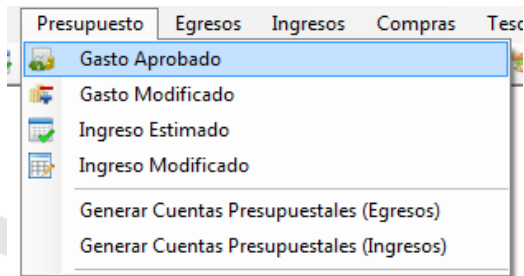 Presupuesto Egresos Ingresos Compras
Gasto Aprobado
Gasto Modificado
Ingreso Estimado
Ingreso Modificado
Generar Cuentas Presupuestales (Egresos)
Generar Cuentas Presupuestales (Ingresos)